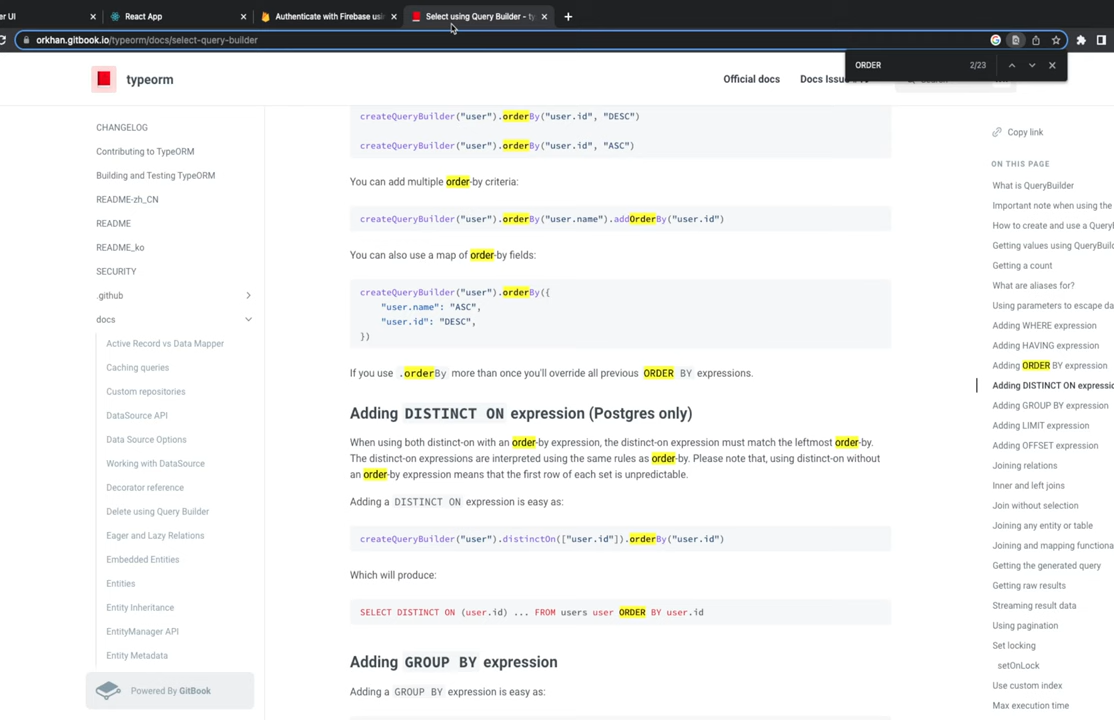 er UI
React App
Authenticate with Firebase usin
Select using Query Builder - ty
orkhan.gitbook.io/typeorm/docs/select-query-builder
ORDER
2/23
typeorm
Official docs
Docs Issue
CHANGELOG
Contributing to TypeORM
Building and Testing TypeORM
README-zh_CN
README
README_ko
SECURITY
.github
docs
Active Record vs Data Mapper
Caching queries
Custom repositories
DataSource API
Data Source Options
Working with DataSource
Decorator reference
Delete using Query Builder
Eager and Lazy Relations
Embedded Entities
Entities
Entity Inheritance
EntityManager API
Entity Metadata
Powered By GitBook
createQueryBuilder("user").orderBy("user.id", "DESC")
createQueryBuilder("user").orderBy("user.id", "ASC")
You can add multiple order-by criteria:
createQueryBuilder("user").orderBy("user.name").addOrderBy("user.id")
You can also use a map of order-by fields:
createQueryBuilder("user").orderBy({
"user.name": "ASC",
"user.id": "DESC",
})
If you use .orderBy more than once you'll override all previous ORDER BY expressions.
Adding DISTINCT ON expression (Postgres only)
When using both distinct-on with an order-by expression, the distinct-on expression must match the leftmost order-by.
The distinct-on expressions are interpreted using the same rules as order-by. Please note that, using distinct-on without
an order-by expression means that the first row of each set is unpredictable.
Adding a DISTINCT ON expression is easy as:
createQueryBuilder("user").distinctOn(["user.id"]).orderBy("user.id")
Which will produce:
SELECT DISTINCT ON (user.id) ... FROM users user ORDER BY user.id
Adding GROUP BY expression
Adding a GROUP BY expression is easy as:
Copy link
ON THIS PAGE
What is QueryBuilder
Important note when using the
How to create and use a QueryI
Getting values using QueryBuil
Getting a count
What are aliases for?
Using parameters to escape da
Adding WHERE expression
Adding HAVING expression
Adding ORDER BY expression
Adding DISTINCT ON expressio
Adding GROUP BY expression
Adding LIMIT expression
Adding OFFSET expression
Joining relations
Inner and left joins
Join without selection
Joining any entity or table
Joining and mapping functiona
Getting the generated query
Getting raw results
Streaming result data
Using pagination
Set locking
setOnLock
Use custom index
Max execution time